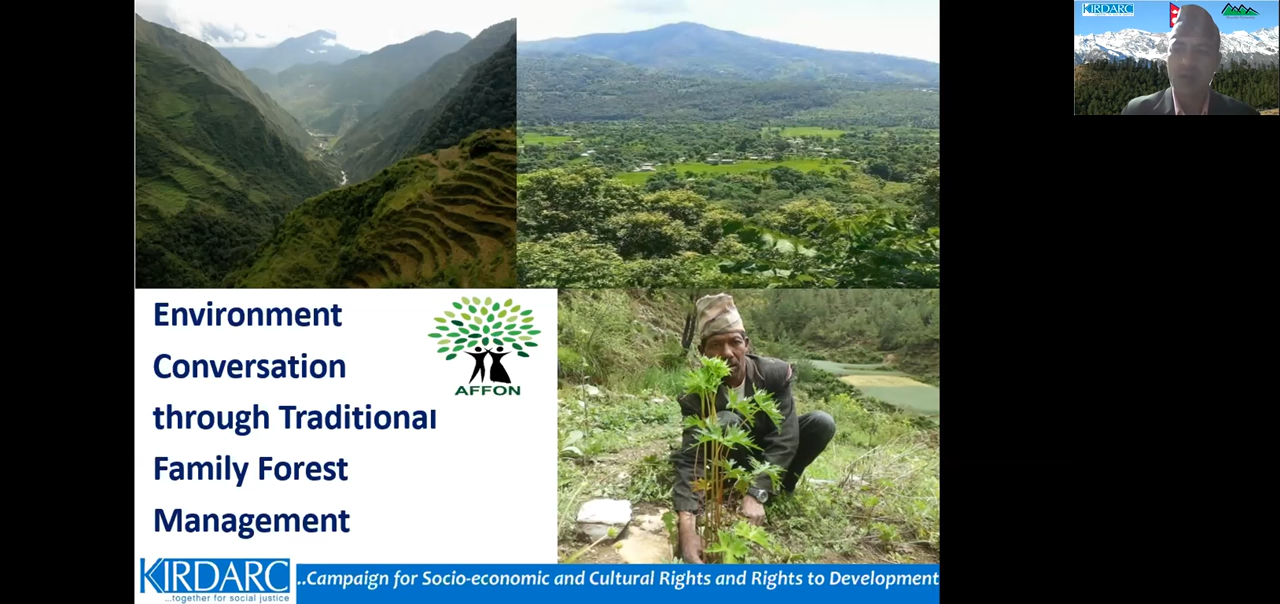 Environment
Conversation
through Traditional
Family Forest
Management
AFFON
KIRDARC
...together for social justice
..Campaign for Socio-economic and Cultural Rights and Rights to Development
KIRDARC